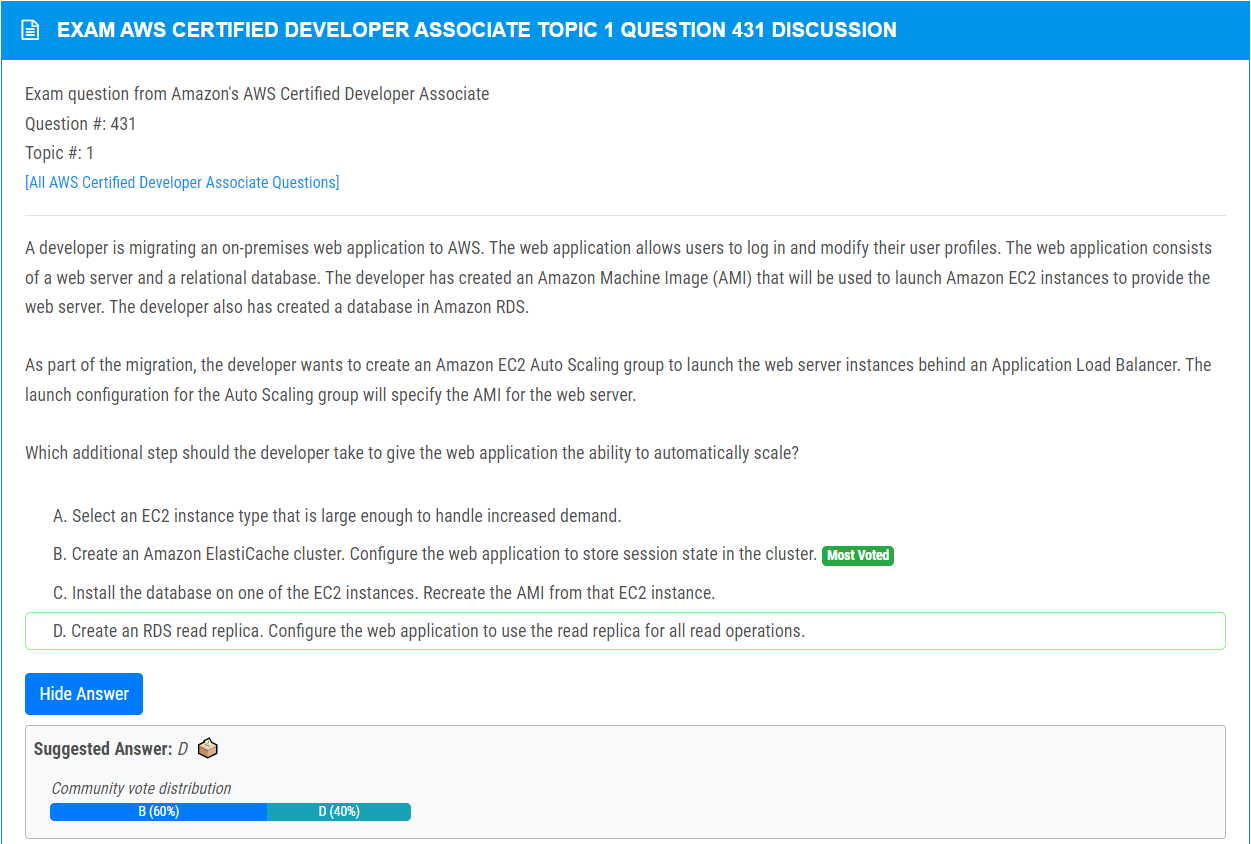 EXAM AWS CERTIFIED DEVELOPER ASSOCIATE TOPIC 1 QUESTION 431 DISCUSSION
Exam question from Amazon's AWS Certified Developer Associate
Question #: 431
Topic #: 1
[All AWS Certified Developer Associate Questions]
A developer is migrating an on-premises web application to AWS. The web application allows users to log in and modify their user profiles. The web application consists
of a web server and a relational database. The developer has created an Amazon Machine Image (AMI) that will be used to launch Amazon EC2 instances to provide the
web server. The developer also has created a database in Amazon RDS.
As part of the migration, the developer wants to create an Amazon EC2 Auto Scaling group to launch the web server instances behind an Application Load Balancer. The
launch configuration for the Auto Scaling group will specify the AMI for the web server.
Which additional step should the developer take to give the web application the ability to automatically scale?
A. Select an EC2 instance type that is large enough to handle increased demand.
B. Create an Amazon ElastiCache cluster. Configure the web application to store session state in the cluster. Most Voted
C. Install the database on one of the EC2 instances. Recreate the AMI from that EC2 instance.
D. Create an RDS read replica. Configure the web application to use the read replica for all read operations.
Hide Answer
Suggested Answer: D
Community vote distribution
B (60%) D (40%)